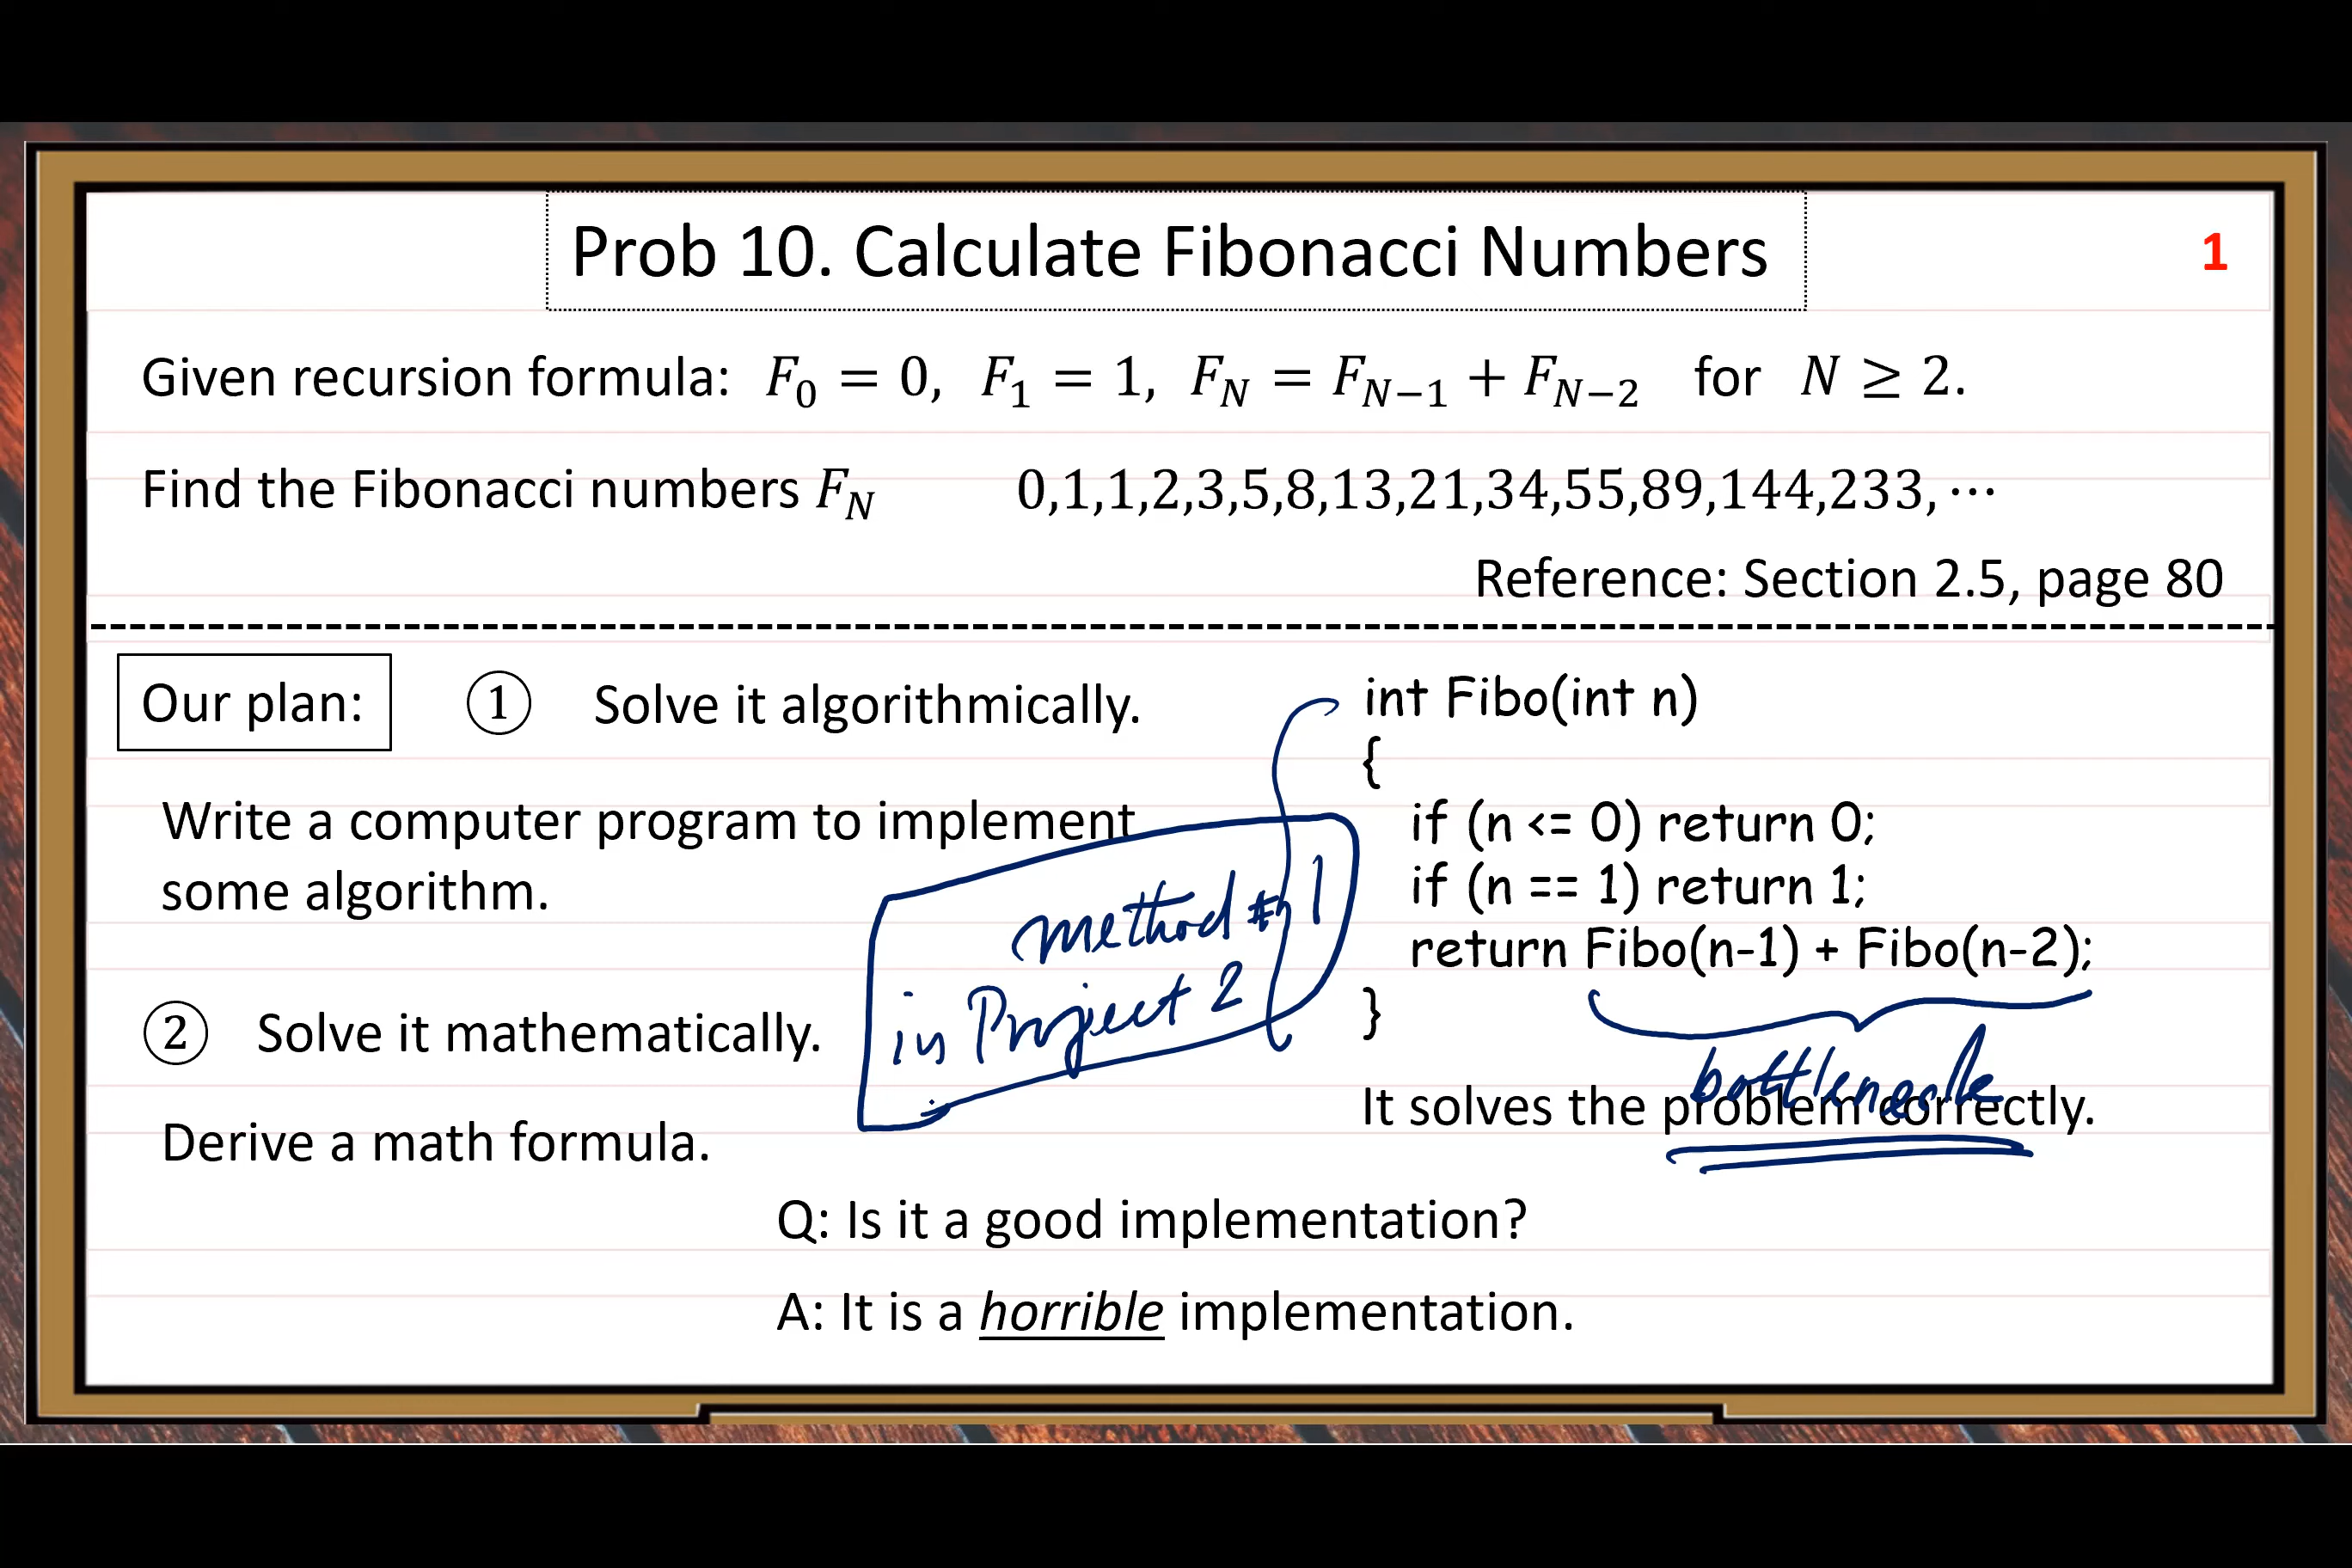 Prob 10. Calculate Fibonacci Numbers
1
Given recursion formula: F₀ = 0, F₁ = 1, F_N = F_{N−1} + F_{N−2} for N ≥ 2.
Find the Fibonacci numbers F_N 0,1,1,2,3,5,8,13,21,34,55,89,144,233, ⋯
Reference: Section 2.5, page 80
Our plan: ① Solve it algorithmically.
Write a computer program to implement
some algorithm.
② Solve it mathematically.
Derive a math formula.
method #1
in Project 2
int Fibo(int n)
{
if (n <= 0) return 0;
if (n == 1) return 1;
return Fibo(n-1) + Fibo(n-2);
}
bottleneck
It solves the problem correctly.
Q: Is it a good implementation?
A: It is a horrible implementation.